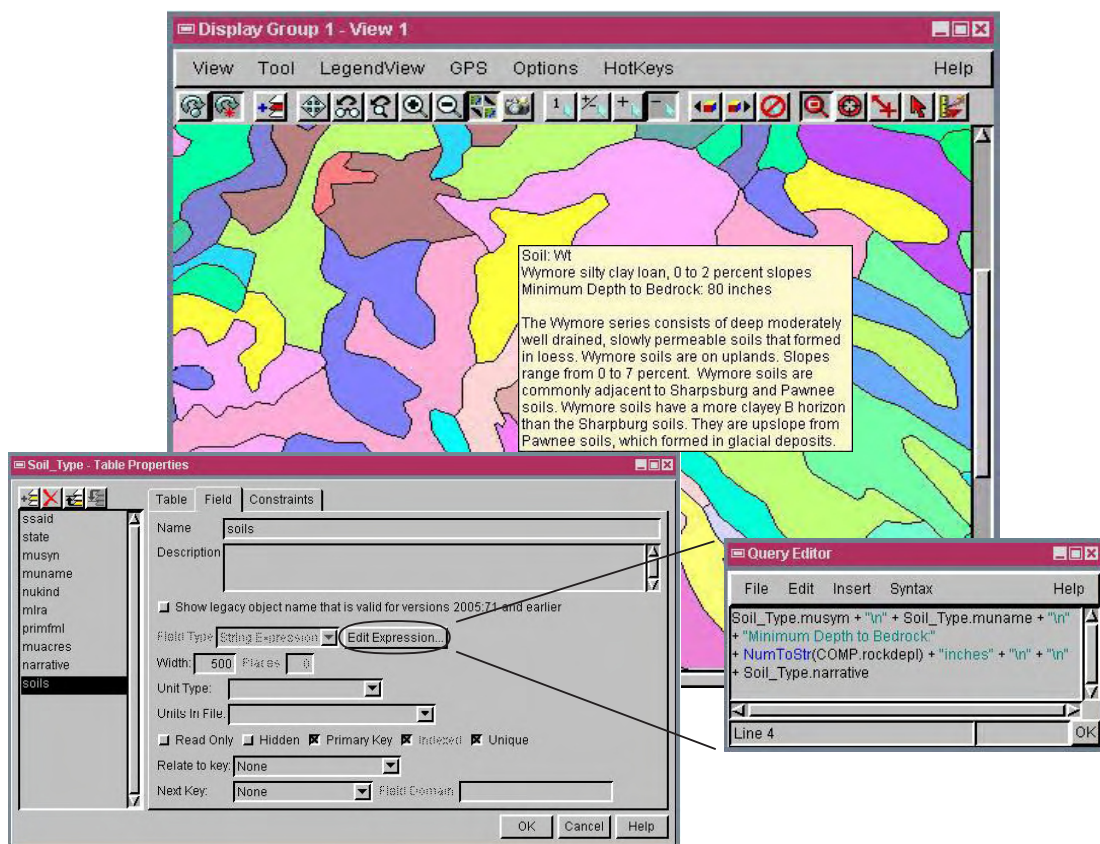 Display Group 1 - View 1
View Tool LegendView GPS Options HotKeys Help
1
Soil: Wt
Wymore silty clay loan, 0 to 2 percent slopes
Minimum Depth to Bedrock: 80 inches
The Wymore series consists of deep moderately
well drained, slowly permeable soils that formed
in loess. Wymore soils are on uplands. Slopes
range from 0 to 7 percent. Wymore soils are
commonly adjacent to Sharpsburg and Pawnee
soils. Wymore soils have a more clayey B horizon
than the Sharpburg soils. They are upslope from
Pawnee soils, which formed in glacial deposits.
Soil_Type - Table Properties
ssaid
state
musyn
muname
nukind
mlra
primfml
muacres
narrative
soils
Table Field Constraints
Name soils
Description
Show legacy object name that is valid for versions 2005:71 and earlier
Field Type String Expression Edit Expression...
Width: 500 Places 0
Unit Type:
Units In File:
Read Only Hidden Primary Key Indexed Unique
Relate to key: None
Next Key: None Field Domain
OK Cancel Help
Query Editor
File Edit Insert Syntax Help
Soil_Type.musym + "\n" + Soil_Type.muname + "\n"
+ "Minimum Depth to Bedrock:"
+ NumToStr(COMP.rockdepl) + "inches" + "\n" + "\n"
+ Soil_Type.narrative
Line 4 OK